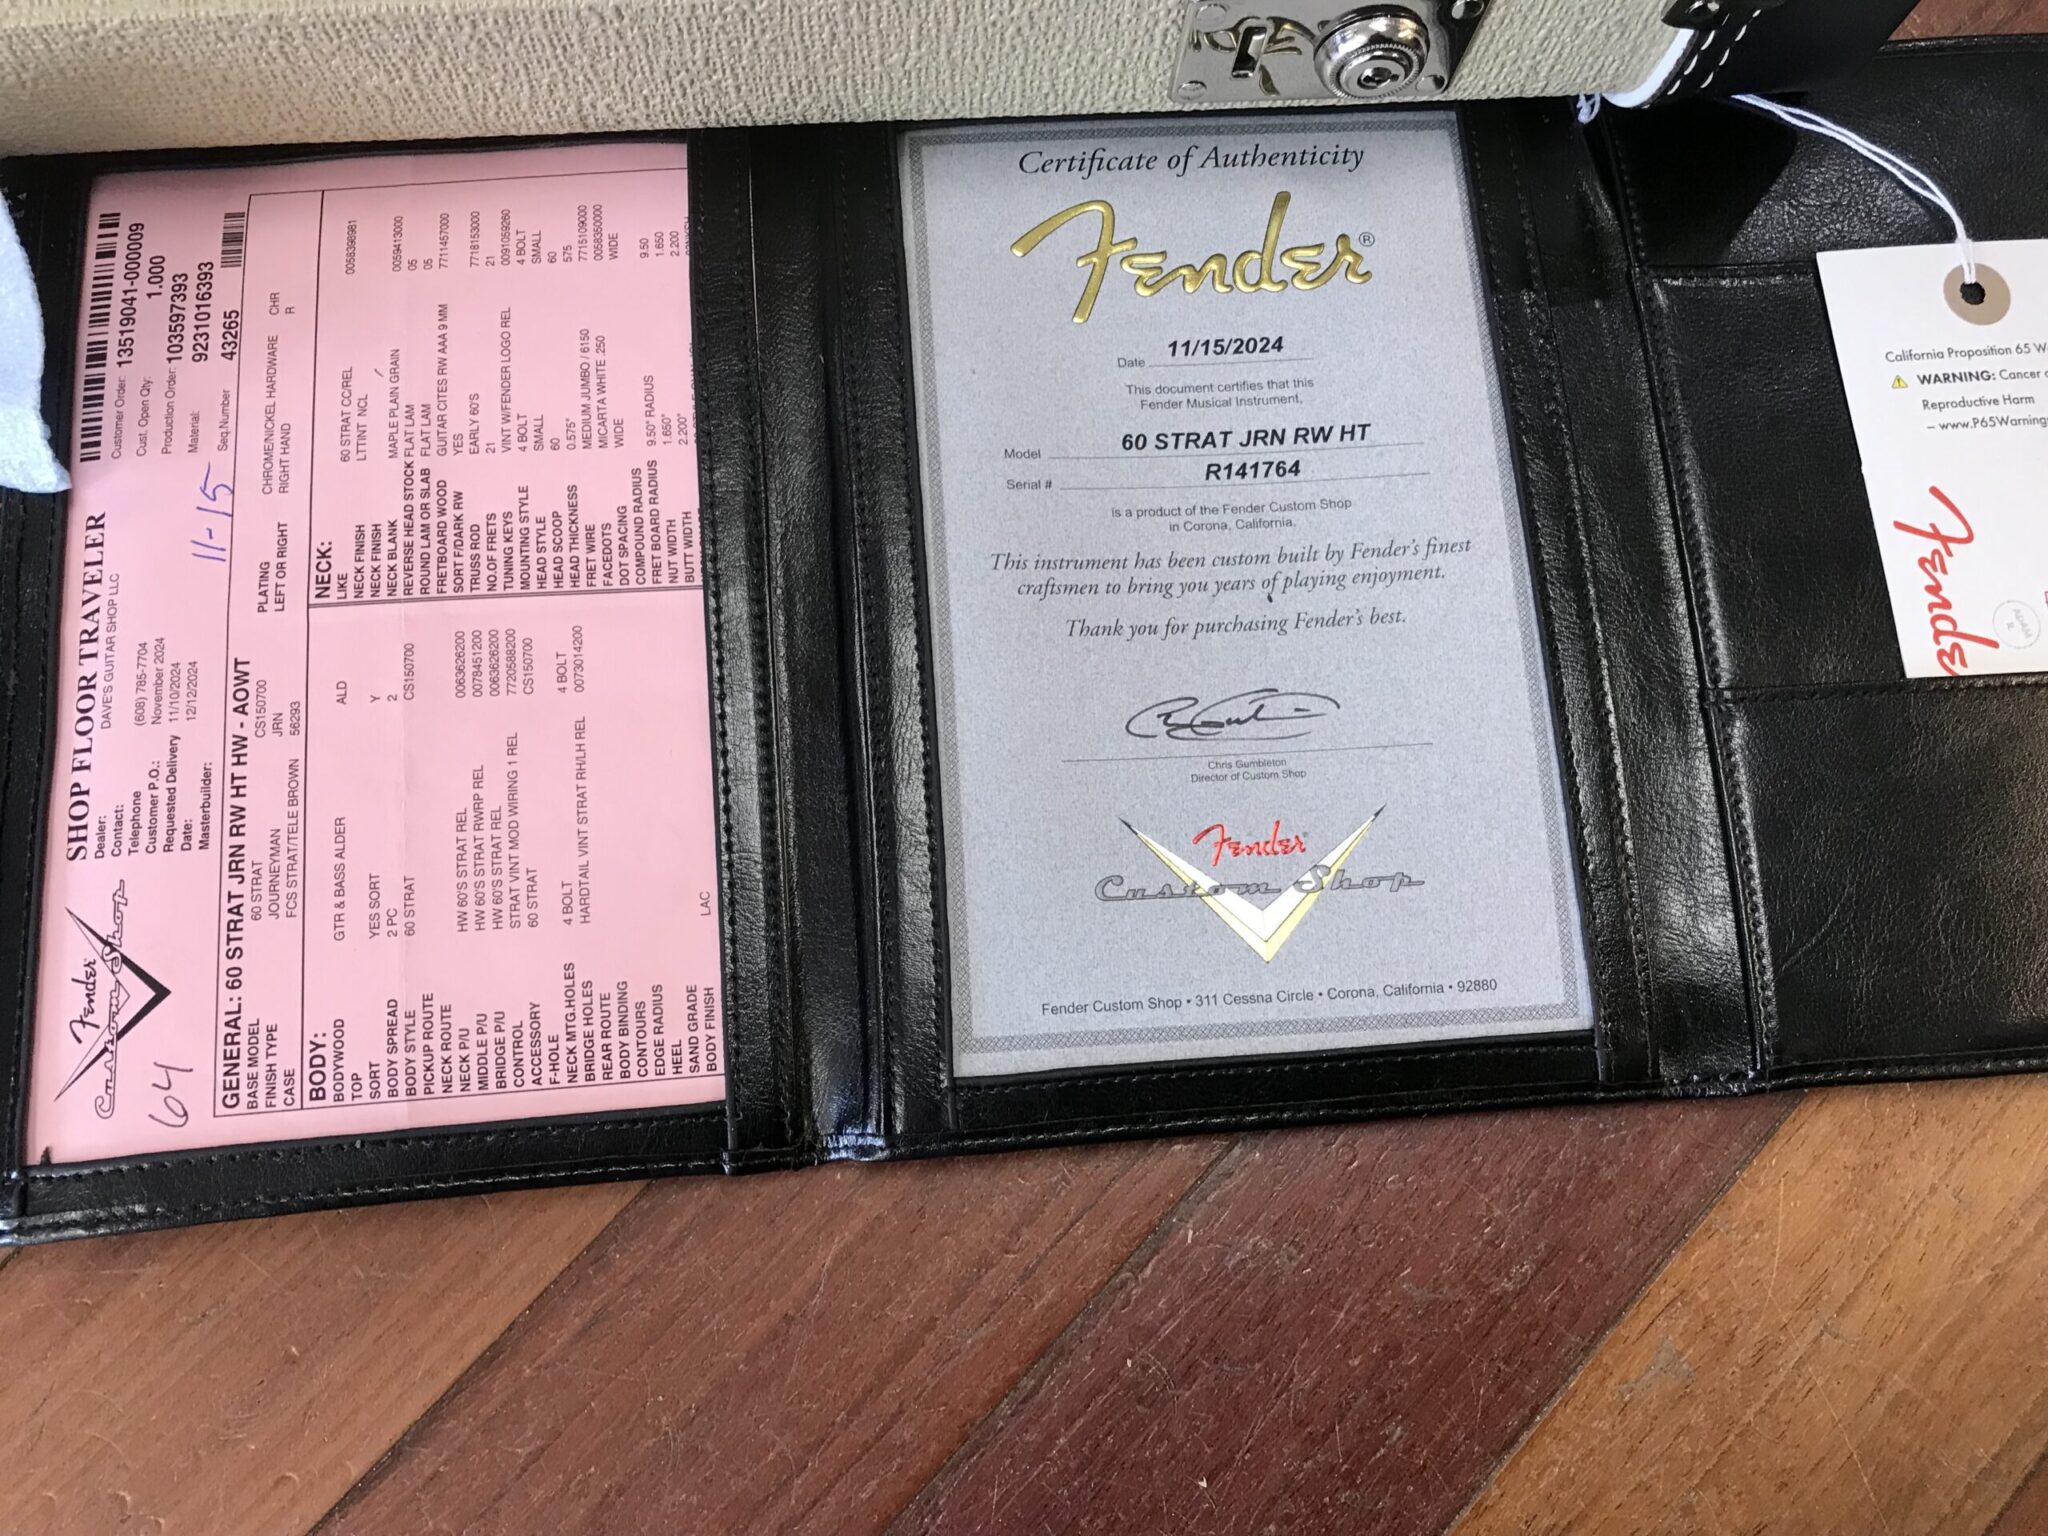 SHOP FLOOR TRAVELER
Fender
Custom Shop
64
11-15
Dealer: DAVE'S GUITAR SHOP LLC
Contact:
Telephone (608) 785-7704
Customer P.O.: November 2024
Requested Delivery 11/10/2024
Date: 12/12/2024
Masterbuilder:
Customer Order: 13519041-000009
Cust. Open Qty: 1.000
Production Order: 103597393
Material: 9231016393
Seq.Number 43265
GENERAL: 60 STRAT JRN RW HT HW - AOWT
BASE MODEL 60 STRAT CS150700
FINISH TYPE JOURNEYMAN JRN
CASE FCS STRAT/TELE BROWN 56293
PLATING CHROME/NICKEL HARDWARE CHR
LEFT OR RIGHT RIGHT HAND R
BODY:
BODYWOOD GTR & BASS ALDER ALD
TOP
SORT YES SORT Y
BODY SPREAD 2 PC 2
BODY STYLE 60 STRAT CS150700
PICKUP ROUTE
NECK ROUTE
NECK P/U HW 60'S STRAT REL 0063626200
MIDDLE P/U HW 60'S STRAT RWRP REL 0078451200
BRIDGE P/U HW 60'S STRAT REL 0063626200
CONTROL STRAT VINT MOD WIRING 1 REL 7720588200
ACCESSORY 60 STRAT CS150700
F-HOLE
NECK MTG.HOLES 4 BOLT 4 BOLT
BRIDGE HOLES HARDTAIL VINT STRAT RH/LH REL 0073014200
REAR ROUTE
BODY BINDING
CONTOURS
EDGE RADIUS
HEEL
SAND GRADE
BODY FINISH LAC
NECK:
LIKE
NECK FINISH 60 STRAT CC/REL 0058398981
NECK FINISH LTTINT NCL
NECK BLANK MAPLE PLAIN GRAIN 0059413000
REVERSE HEAD STOCK FLAT LAM 05
ROUND LAM OR SLAB FLAT LAM 05
FRETBOARD WOOD GUITAR CITES RW AAA 9 MM 7711457000
SORT F/DARK RW YES
TRUSS ROD EARLY 60'S 7718153000
NO.OF FRETS 21 21
TUNING KEYS VINT W/FENDER LOGO REL 0091059260
MOUNTING STYLE 4 BOLT 4 BOLT
HEAD STYLE SMALL SMALL
HEAD SCOOP 60 60
HEAD THICKNESS 0.575" 575
FRET WIRE MEDIUM JUMBO / 6150 7715109000
FACEDOTS MICARTA WHITE .250 0058350000
DOT SPACING WIDE WIDE
COMPOUND RADIUS
FRET BOARD RADIUS 9.50" RADIUS 9.50
NUT WIDTH 1.650" 1.650
BUTT WIDTH 2.200" 2.200
Certificate of Authenticity
Fender®
Date 11/15/2024
This document certifies that this
Fender Musical Instrument,
Model 60 STRAT JRN RW HT
Serial # R141764
is a product of the Fender Custom Shop
in Corona, California.
This instrument has been custom built by Fender's finest
craftsmen to bring you years of playing enjoyment.
Thank you for purchasing Fender's best.
Chris Gumbleton
Director of Custom Shop
Fender
Custom Shop
Fender Custom Shop • 311 Cessna Circle • Corona, California • 92880
California Proposition 65
⚠ WARNING: Cancer
Reproductive Harm
– www.P65Warning
Fender